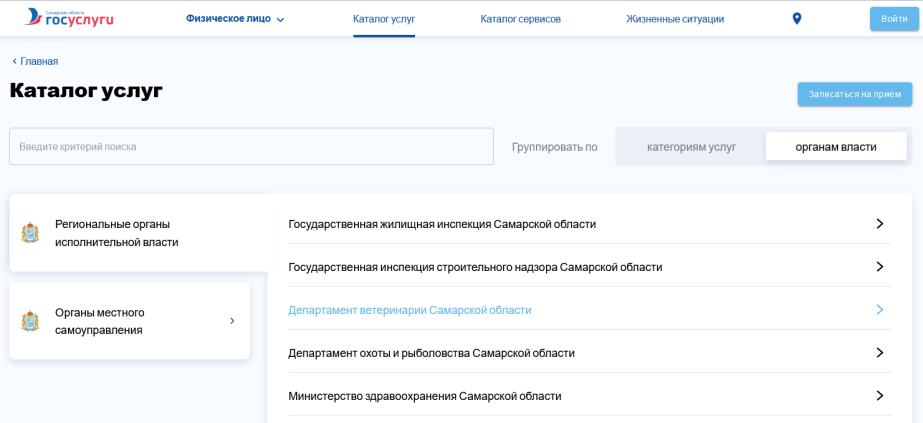 Самарская область
госуслуги
Физическое лицо
Каталог услуг
Каталог сервисов
Жизненные ситуации
Войти
Главная
Каталог услуг
Записаться на прием
Введите критерий поиска
Группировать по
категориям услуг
органам власти
Региональные органы
исполнительной власти
Органы местного
самоуправления
Государственная жилищная инспекция Самарской области
Государственная инспекция строительного надзора Самарской области
Департамент ветеринарии Самарской области
Департамент охоты и рыболовства Самарской области
Министерство здравоохранения Самарской области